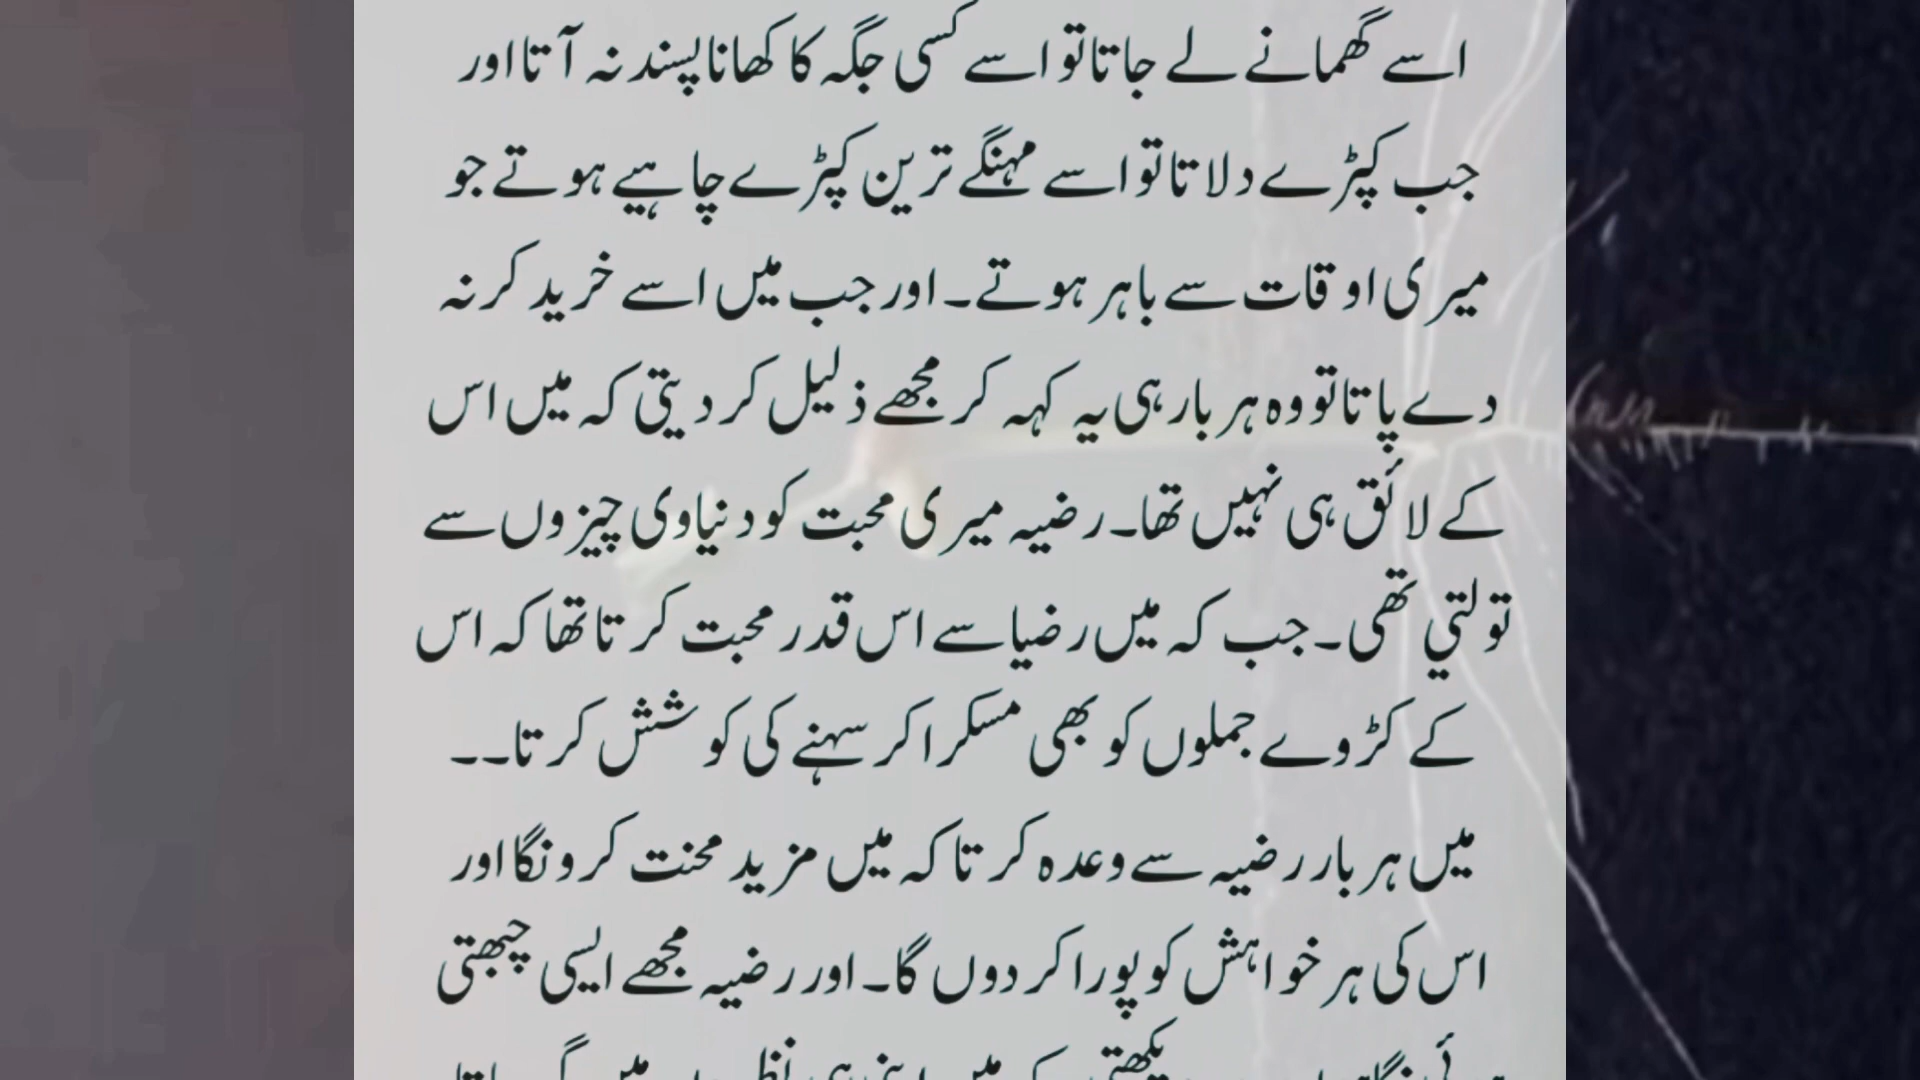 اسے گھمانے لے جاتا تو اسے کسی جگہ کا کھانا پسند نہ آتا اور
جب کپڑے دلاتا تو اسے مہنگے ترین کپڑے چاہیے ہوتے جو
میری اوقات سے باہر ہوتے۔ اور جب میں اسے خرید کر نہ
دے پاتا تو وہ ہر بار ہی یہ کہہ کر مجھے ذلیل کر دیتی کہ میں اس
کے لائق ہی نہیں تھا۔ رضیہ میری محبت کو دنیاوی چیزوں سے
تولتی تھی۔ جب کہ میں رضیا سے اس قدر محبت کرتا تھا کہ اس
کے کڑوے جملوں کو بھی مسکرا کر سہنے کی کوشش کرتا۔۔
میں ہر بار رضیہ سے وعدہ کرتا کہ میں مزید محنت کرونگا اور
اس کی ہر خواہش کو پورا کر دوں گا۔ اور رضیہ مجھے ایسی چبھتی